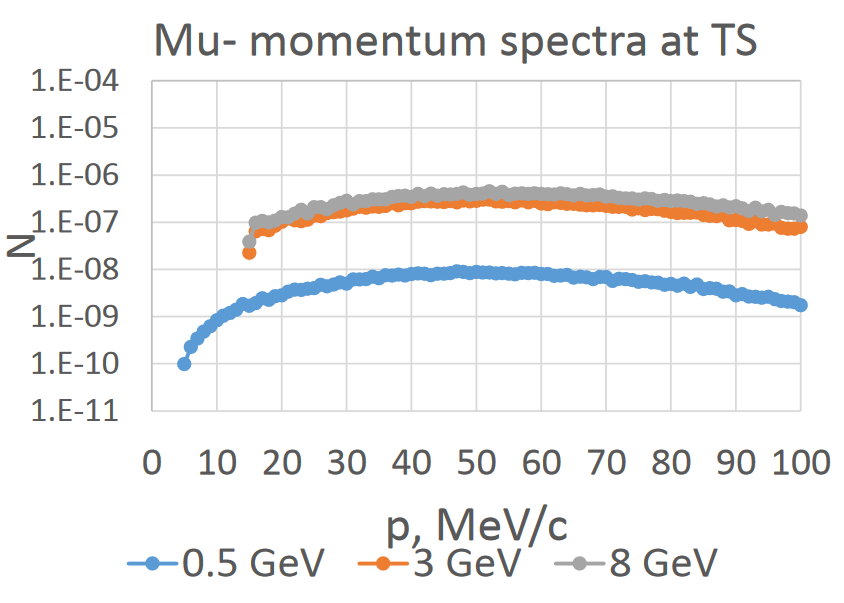 Mu- momentum spectra at TS
1.E-04
1.E-05
1.E-06
1.E-07
1.E-08
1.E-09
1.E-10
1.E-11
N
0 10 20 30 40 50 60 70 80 90 100
p, MeV/c
0.5 GeV 3 GeV 8 GeV